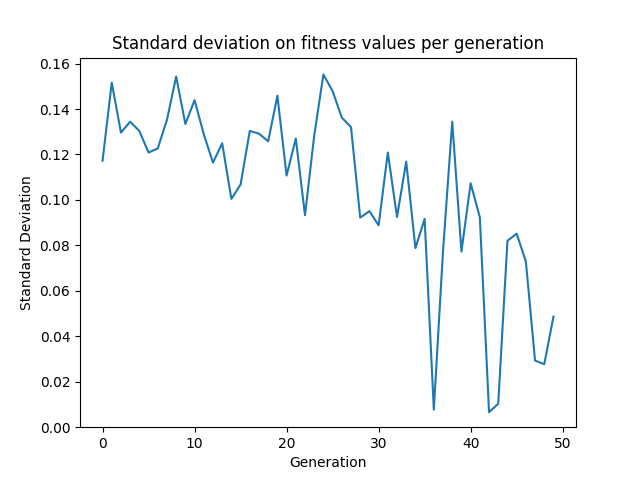 Standard deviation on fitness values per generation
0.16
0.14
0.12
0.10
0.08
0.06
0.04
0.02
0.00
Standard Deviation
0 10 20 30 40 50
Generation